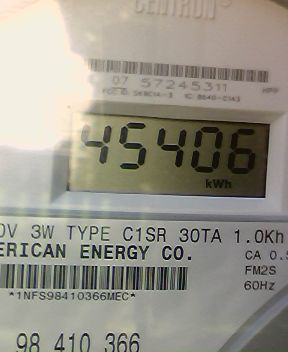 CENTRON®
07 57245311
45406
kWh
0V 3W TYPE C1SR 30TA 1.0Kh
ERICAN ENERGY CO.
CA 0.5
FM2S
60Hz
*1NFS98410366MEC*
98 410 366